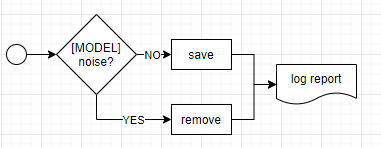 [MODEL]
noise?
NO
save
YES
remove
log report